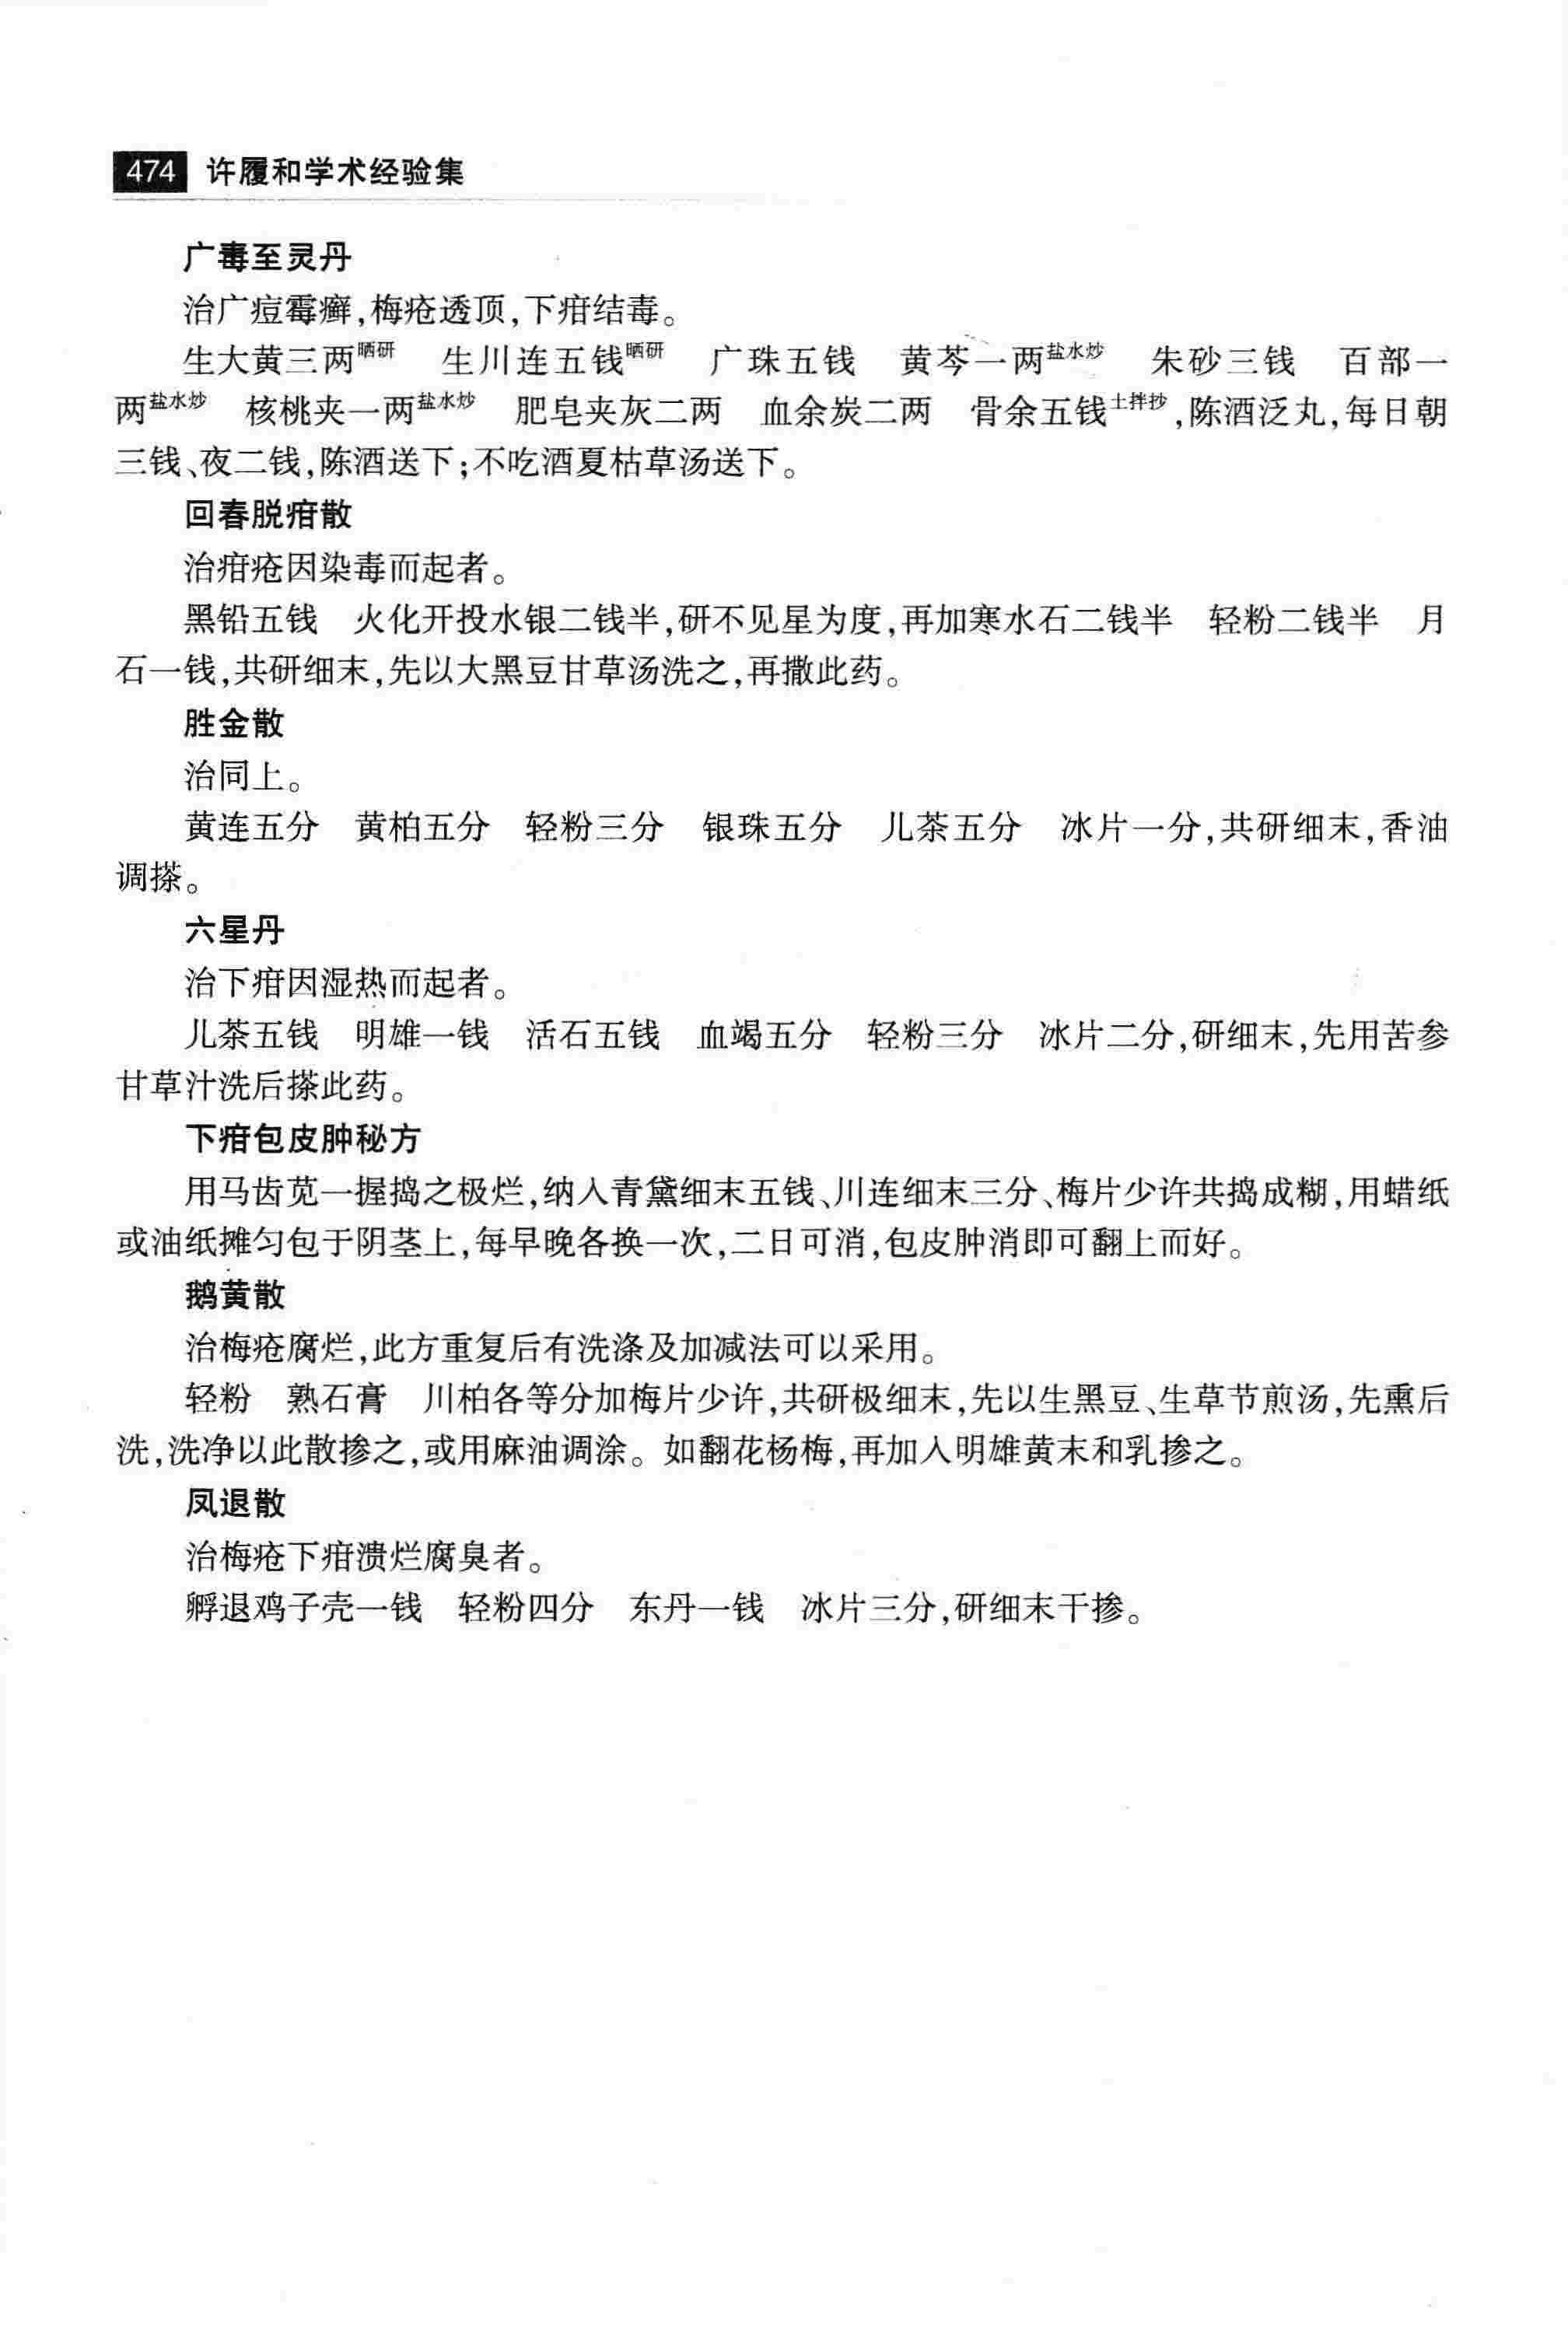 474 许履和学术经验集
广毒至灵丹
治广痘霉癣,梅疮透顶,下疳结毒。
生大黄三两晒研 生川连五钱晒研 广珠五钱 黄芩一两盐水炒 朱砂三钱 百部一
两盐水炒 核桃夹一两盐水炒 肥皂夹灰二两 血余炭二两 骨余五钱土拌抄,陈酒泛丸,每日朝
三钱、夜二钱,陈酒送下;不吃酒夏枯草汤送下。
回春脱疳散
治疳疮因染毒而起者。
黑铅五钱 火化开投水银二钱半,研不见星为度,再加寒水石二钱半 轻粉二钱半 月
石一钱,共研细末,先以大黑豆甘草汤洗之,再撒此药。
胜金散
治同上。
黄连五分 黄柏五分 轻粉三分 银珠五分 儿茶五分 冰片一分,共研细末,香油
调搽。
六星丹
治下疳因湿热而起者。
儿茶五钱 明雄一钱 活石五钱 血竭五分 轻粉三分 冰片二分,研细末,先用苦参
甘草汁洗后搽此药。
下疳包皮肿秘方
用马齿苋一握捣之极烂,纳入青黛细末五钱、川连细末三分、梅片少许共捣成糊,用蜡纸
或油纸摊匀包于阴茎上,每早晚各换一次,二日可消,包皮肿消即可翻上而好。
鹅黄散
治梅疮腐烂,此方重复后有洗涤及加减法可以采用。
轻粉 熟石膏 川柏各等分加梅片少许,共研极细末,先以生黑豆、生草节煎汤,先熏后
洗,洗净以此散掺之,或用麻油调涂。如翻花杨梅,再加入明雄黄末和乳掺之。
凤退散
治梅疮下疳溃烂腐臭者。
孵退鸡子壳一钱 轻粉四分 东丹一钱 冰片三分,研细末干掺。